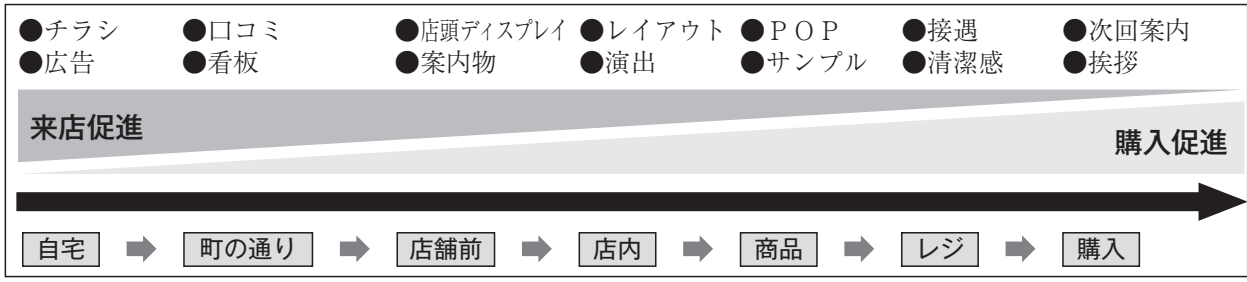 ●チラシ ●口コミ ●店頭ディスプレイ ●レイアウト ●ＰＯＰ ●接遇 ●次回案内
●広告 ●看板 ●案内物 ●演出 ●サンプル ●清潔感 ●挨拶
来店促進
購入促進
自宅 町の通り 店舗前 店内 商品 レジ 購入